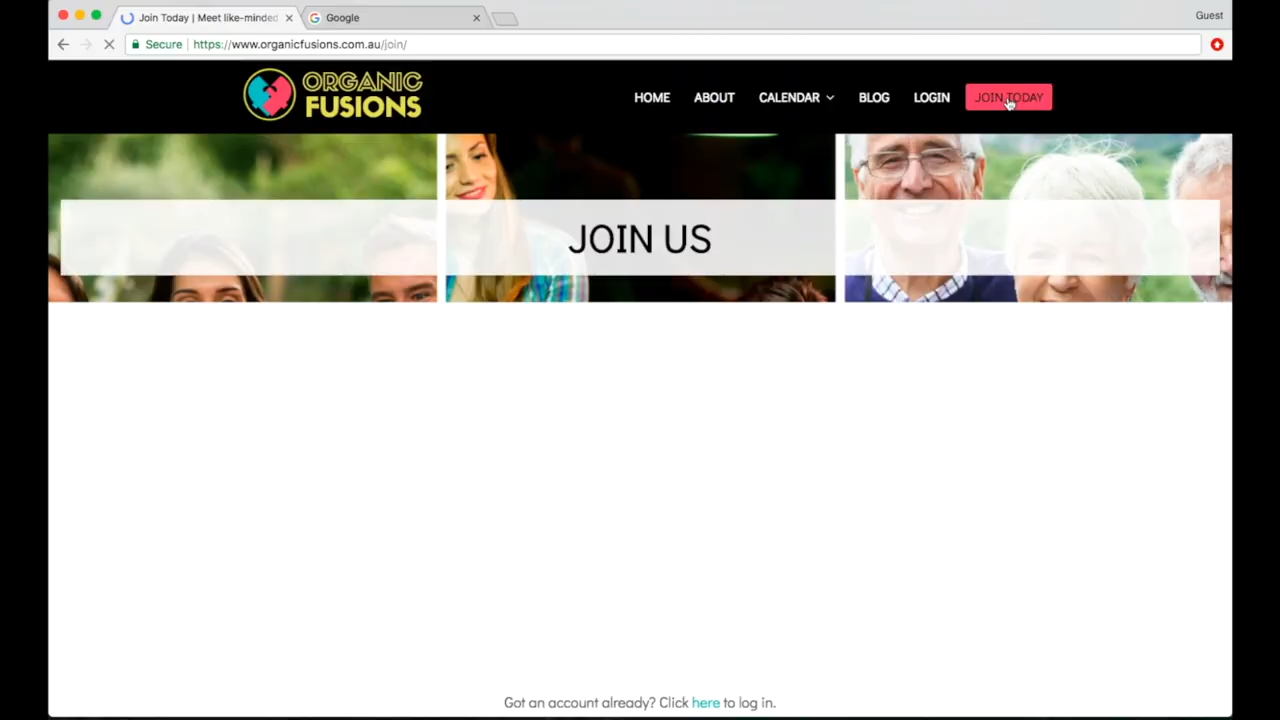 Join Today | Meet like-minded
Google
Guest
Secure
https://www.organicfusions.com.au/join/
ORGANIC
FUSIONS
HOME
ABOUT
CALENDAR
BLOG
LOGIN
JOIN TODAY
JOIN US
Got an account already? Click here to log in.